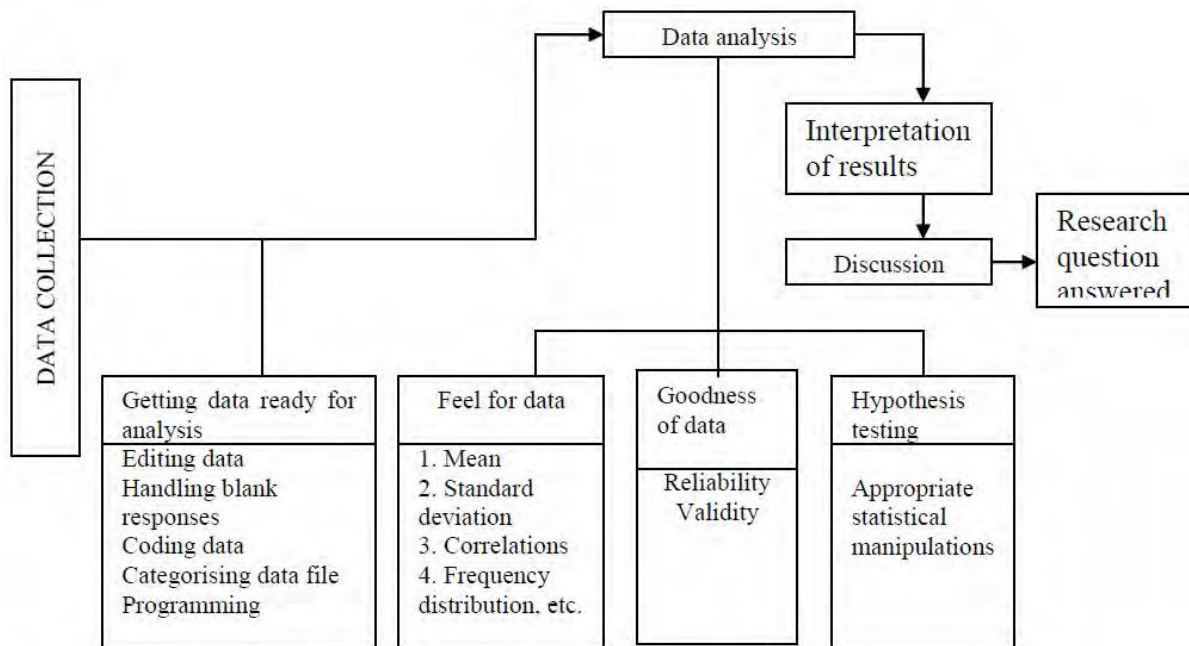 Data analysis
DATA COLLECTION
Interpretation
of results
Discussion
Research
question
answered
Getting data ready for
analysis
Editing data
Handling blank
responses
Coding data
Categorising data file
Programming
Feel for data
1. Mean
2. Standard
deviation
3. Correlations
4. Frequency
distribution, etc.
Goodness
of data
Reliability
Validity
Hypothesis
testing
Appropriate
statistical
manipulations